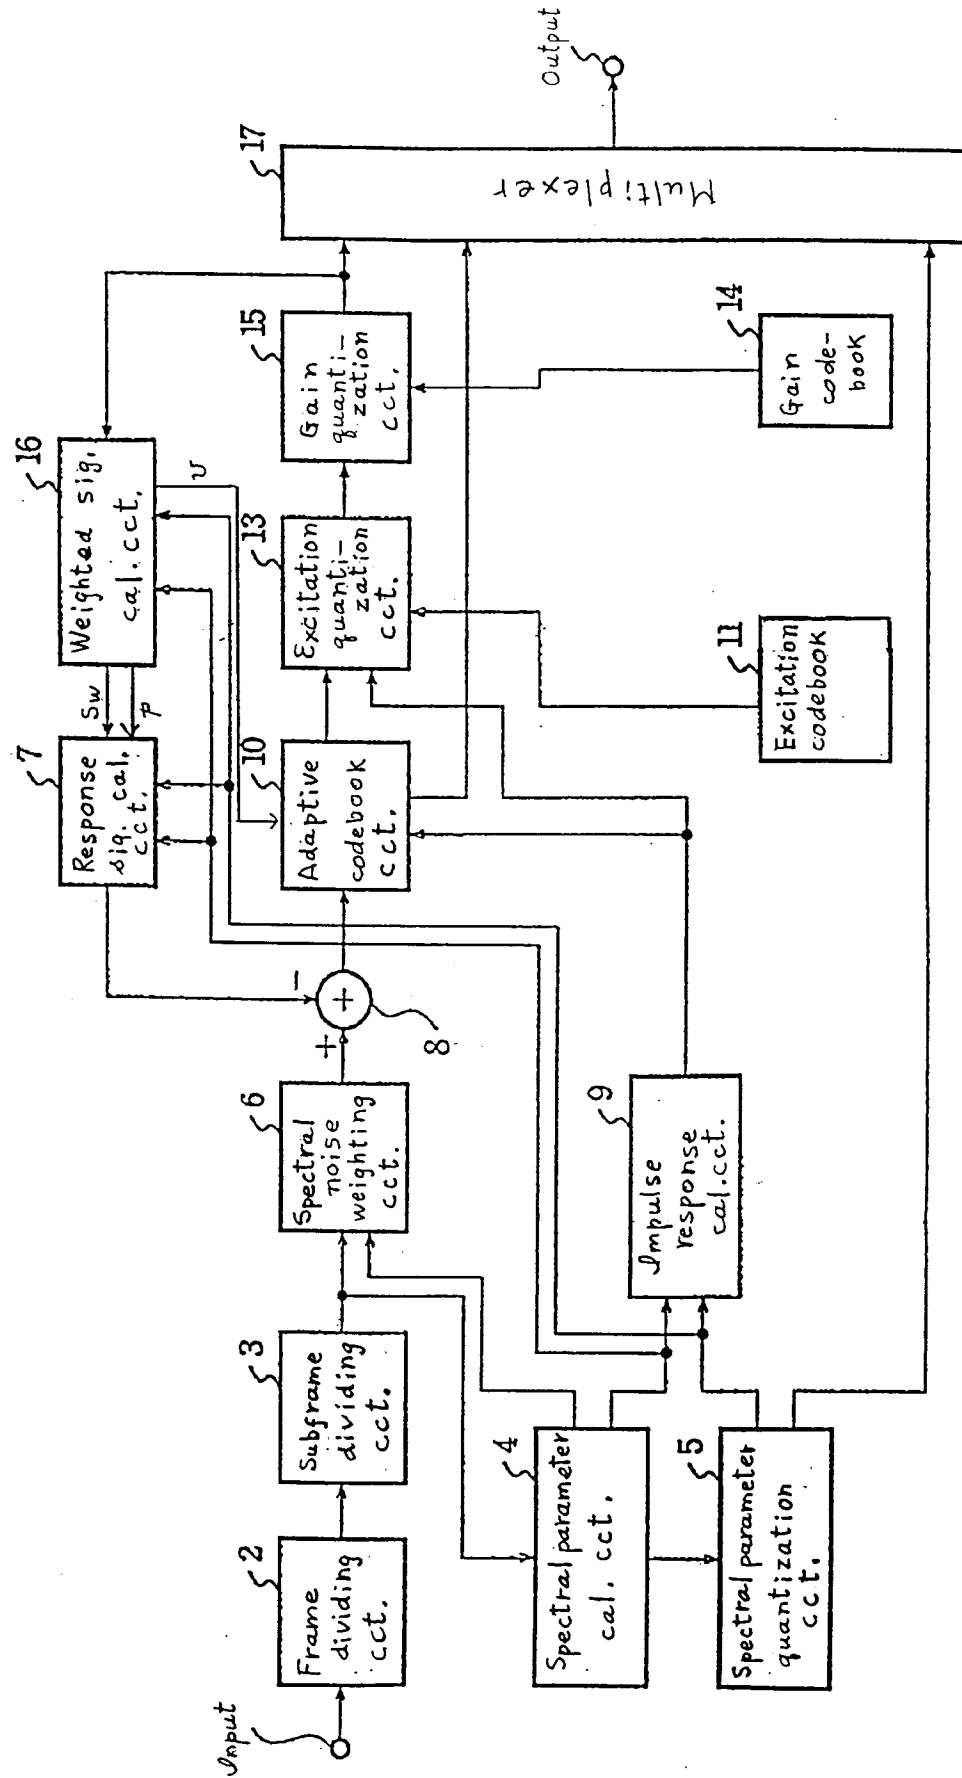 Input
2
Frame
dividing
cct.
3
Subframe
dividing
cct.
4
Spectral parameter
cal. cct.
5
Spectral parameter
quantization
cct.
6
Spectral
noise
weighting
cct.
+
-
+
8
7
Response
sig. cal.
cct.
Sw
P
16
Weighted sig.
cal. cct.
v
9
Impulse
response
cal. cct.
10
Adaptive
codebook
cct.
11
Excitation
codebook
13
Excitation
quanti-
zation
cct.
14
Gain
code-
book
15
Gain
quanti-
zation
cct.
17
Multiplexer
Output